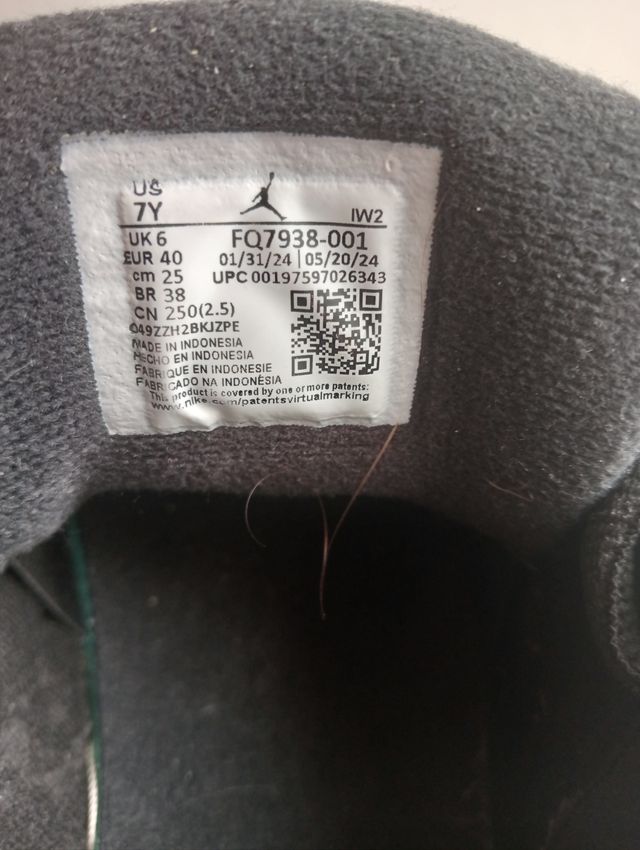 US
7Y IW2
UK 6 FQ7938-001
EUR 40 01/31/24 | 05/20/24
cm 25 UPC 00197597026343
BR 38
CN 250(2.5)
O49ZZH2BKJZPE
MADE IN INDONESIA
HECHO EN INDONESIA
FABRIQUE EN INDONESIE
FABRICADO NA INDONÉSIA
This product is covered by one or more patents:
www.nike.com/patentsvirtualmarking